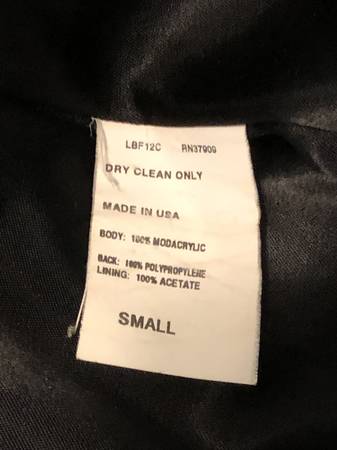 LBF12C RN37909
DRY CLEAN ONLY
MADE IN USA
BODY: 100% MODACRYLIC
BACK: 100% POLYPROPYLENE
LINING: 100% ACETATE
SMALL